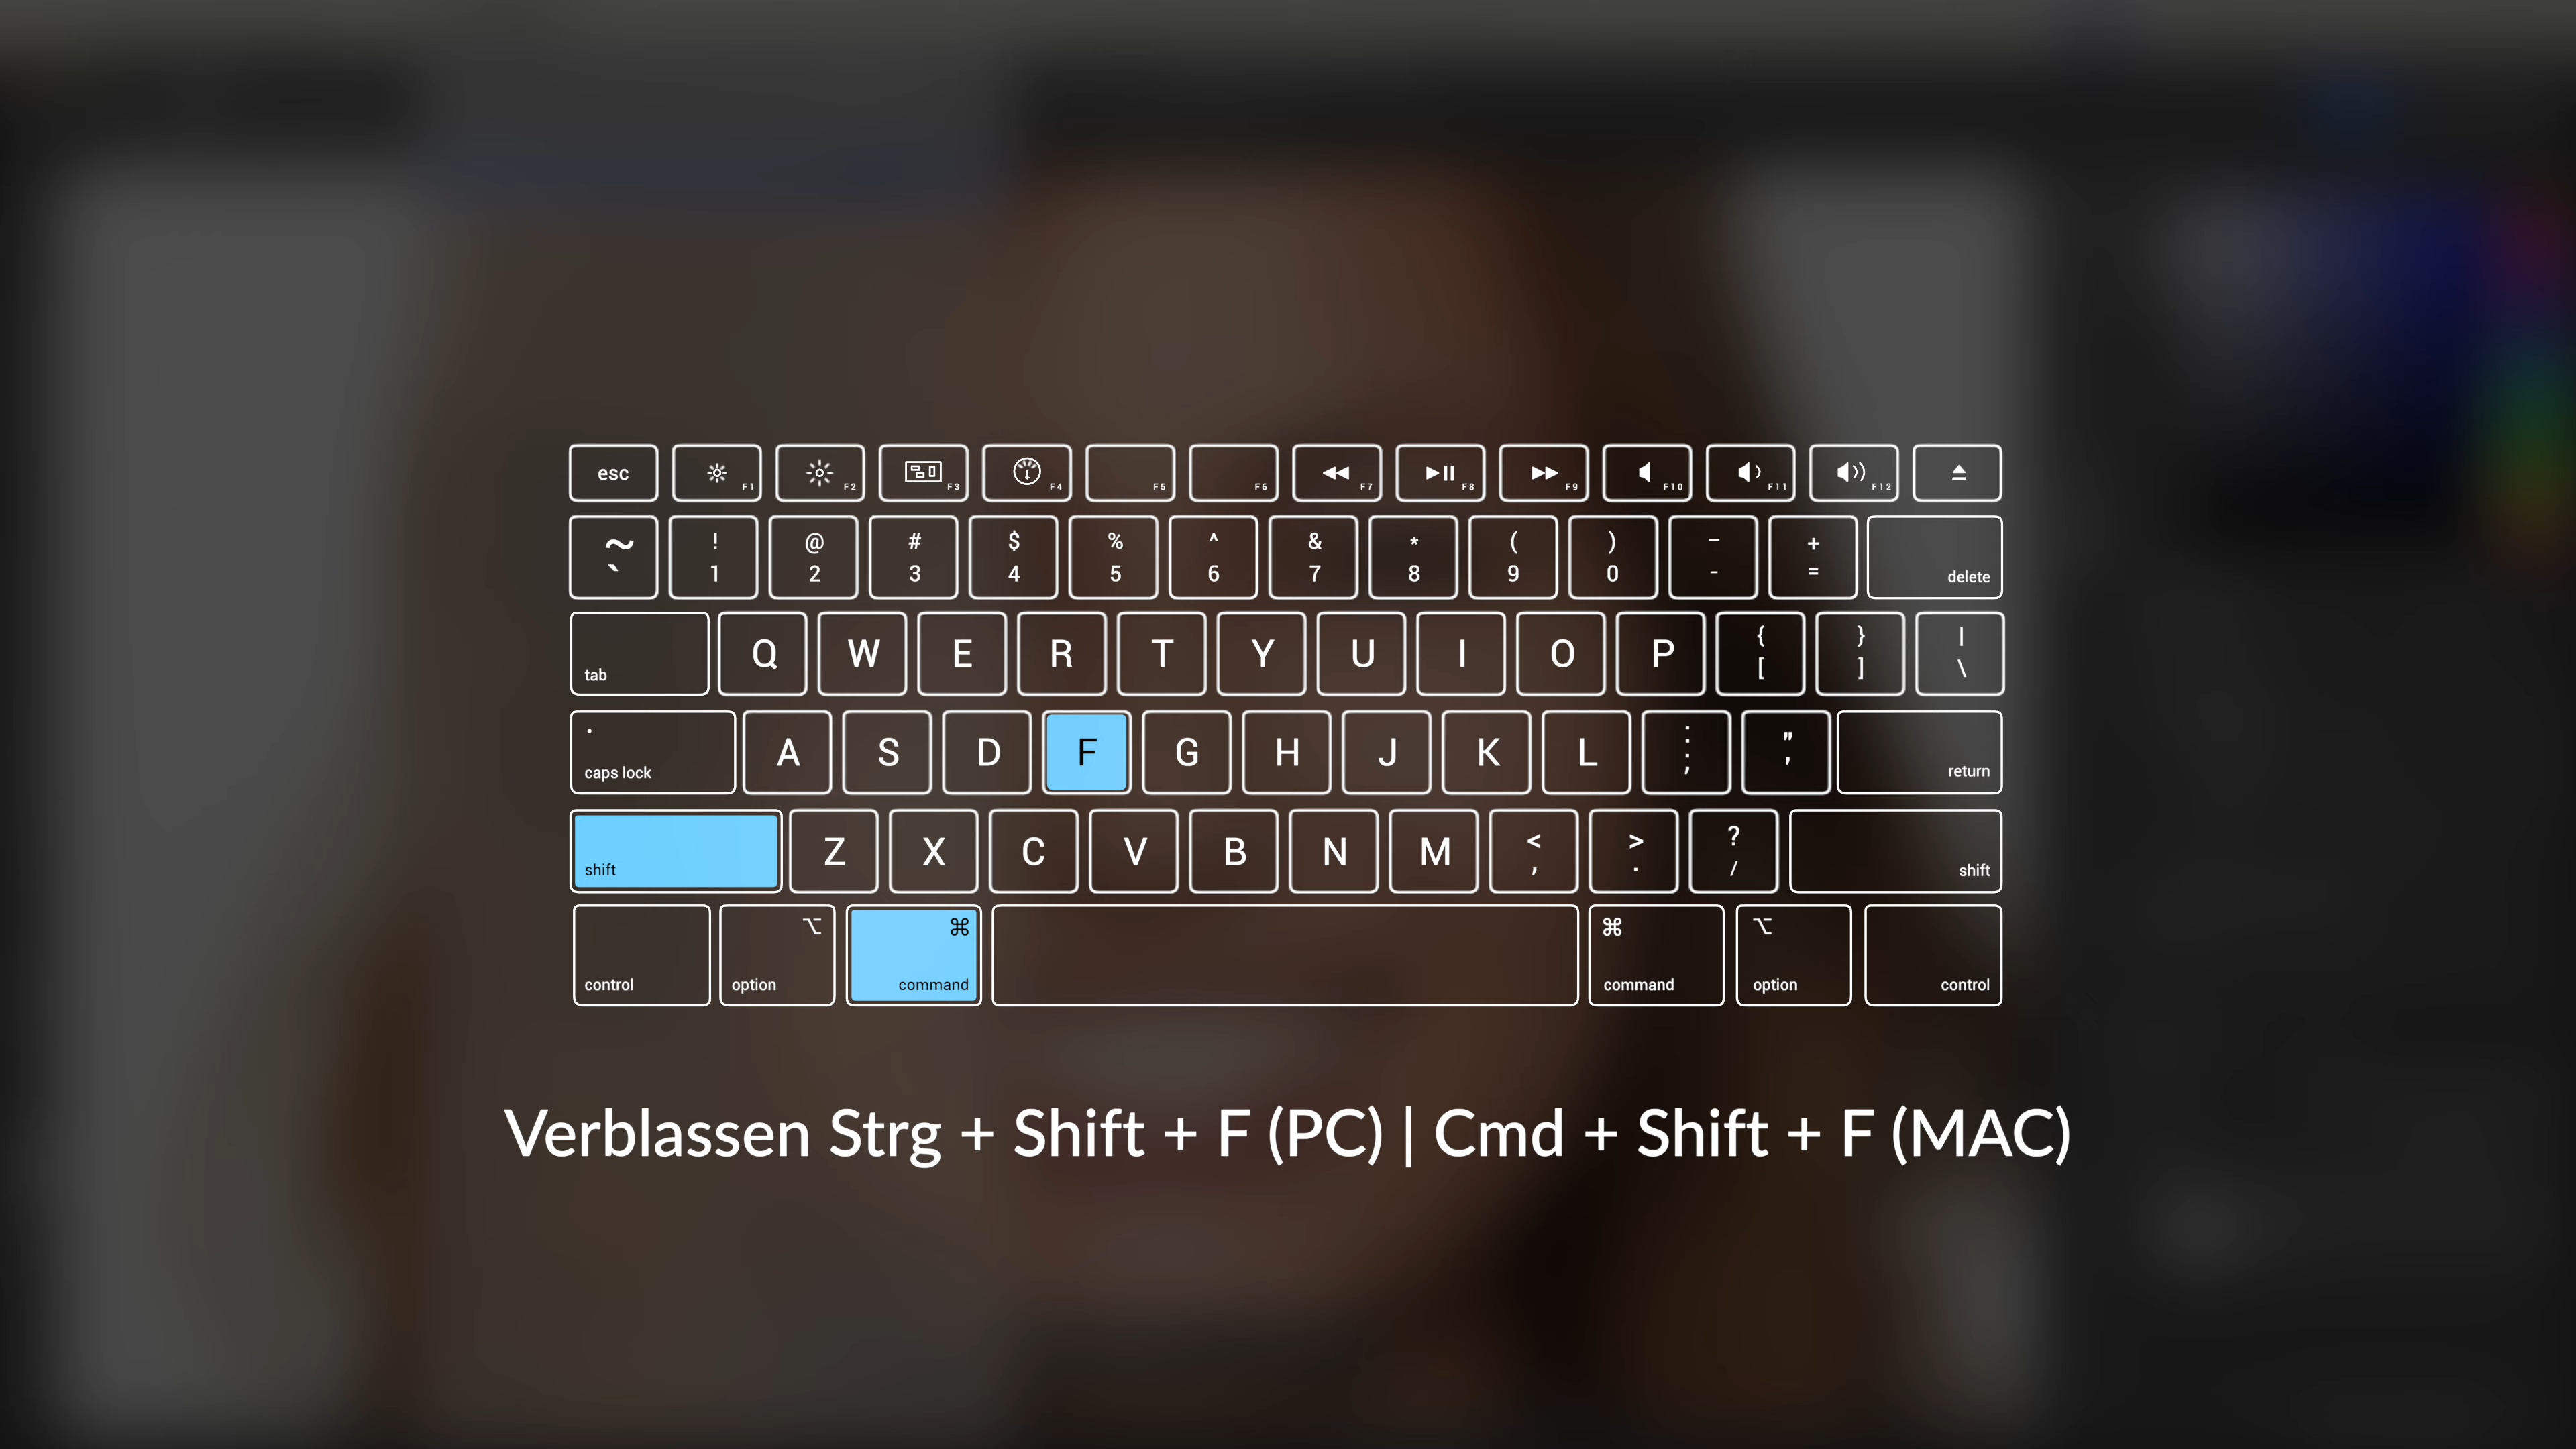 esc F1 F2 F3 F4 F5 F6 F7 F8 F9 F10 F11 F12
~ ! @ # $ % ^ & * ( ) – +
` 1 2 3 4 5 6 7 8 9 0 - = delete
tab Q W E R T Y U I O P { [ } ] | \
caps lock A S D F G H J K L : ; " ' return
shift Z X C V B N M < , > . ? / shift
control option ⌥ command ⌘ ⌘ command ⌥ option control
Verblassen Strg + Shift + F (PC) | Cmd + Shift + F (MAC)